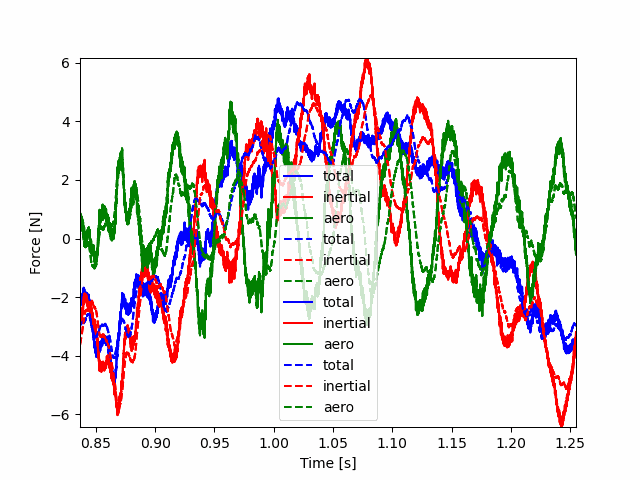 6
4
2
0
−2
−4
−6
Force [N]
total
inertial
aero
total
inertial
aero
total
inertial
aero
total
inertial
aero
0.85 0.90 0.95 1.00 1.05 1.10 1.15 1.20 1.25
Time [s]